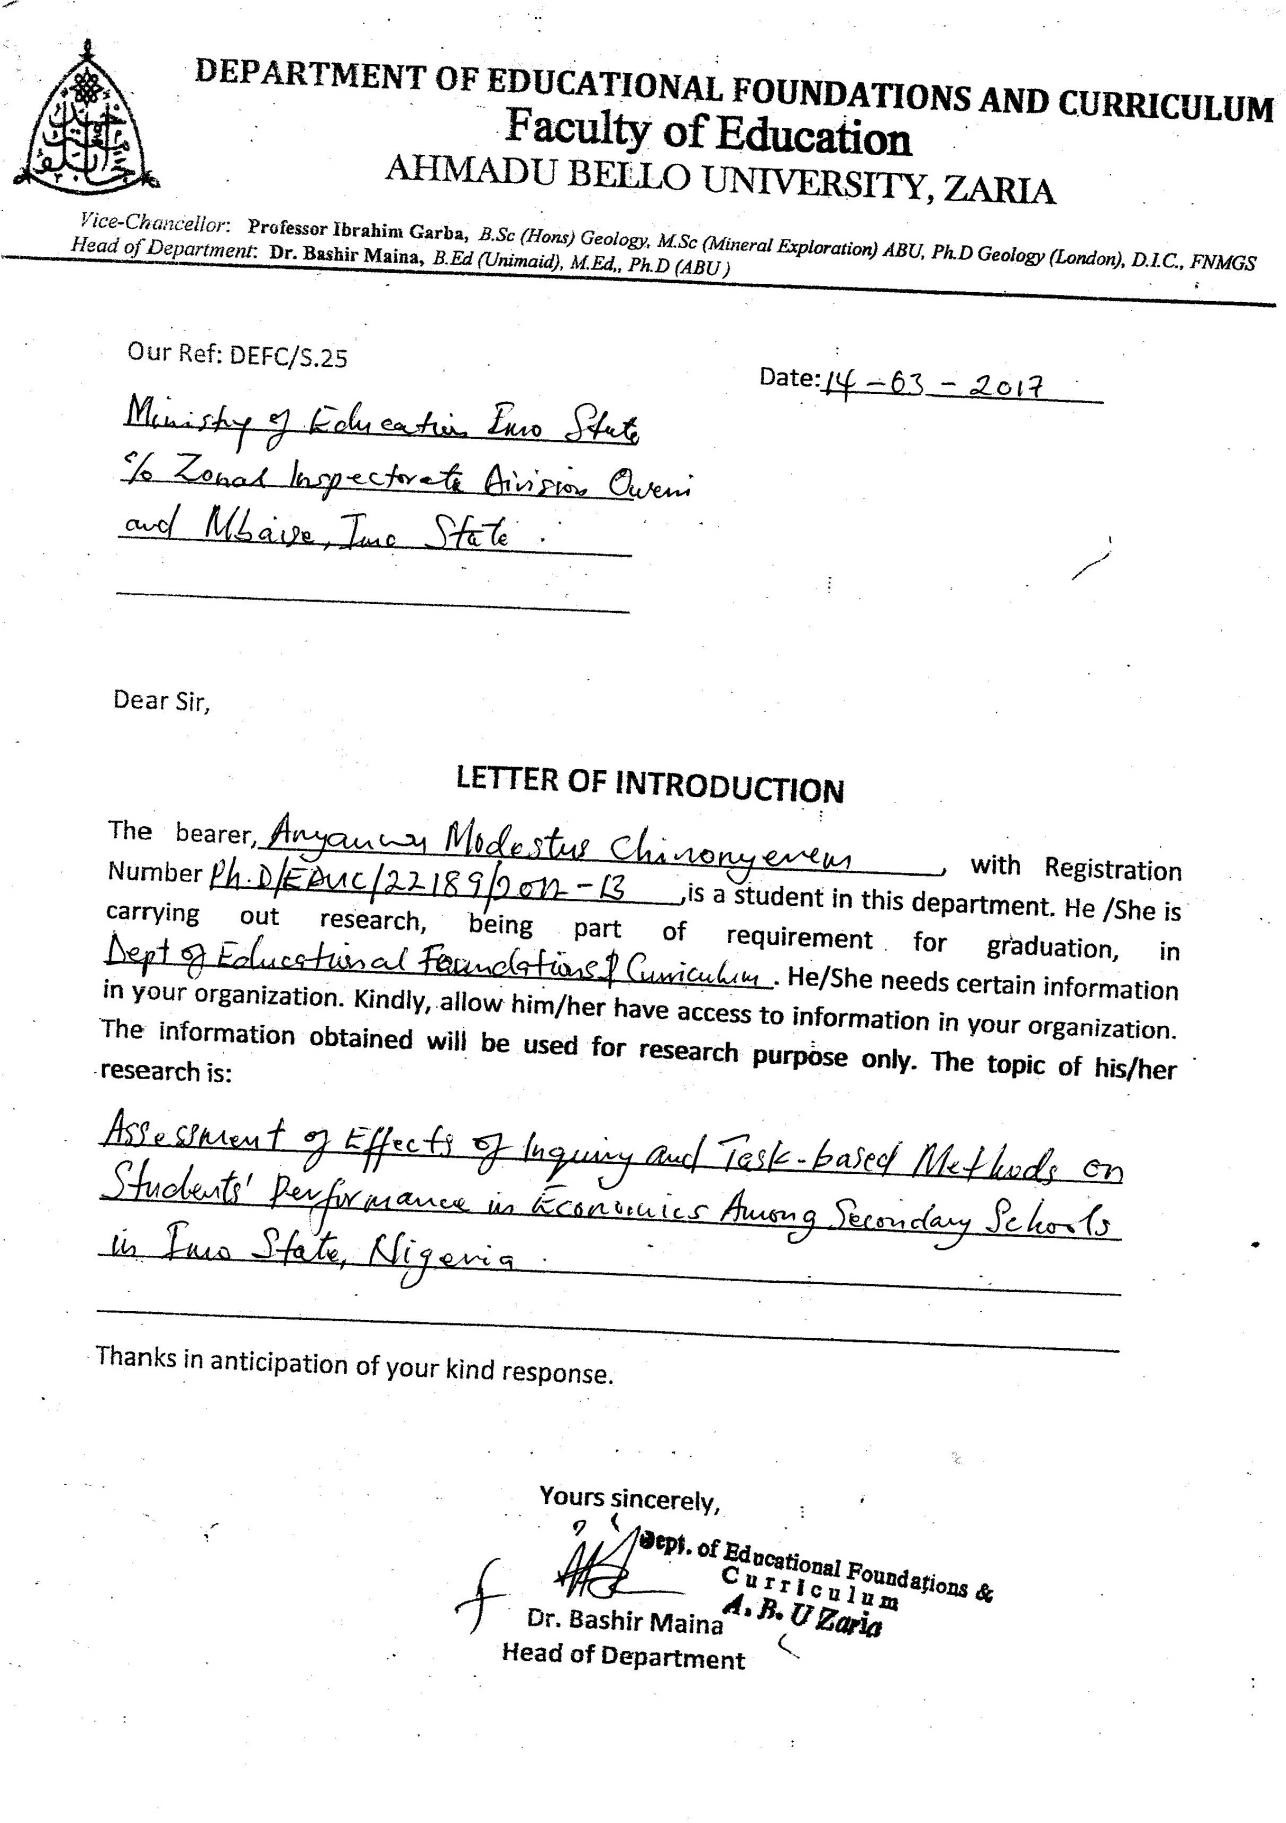 DEPARTMENT OF EDUCATIONAL FOUNDATIONS AND CURRICULUM
Faculty of Education
AHMADU BELLO UNIVERSITY, ZARIA
Vice-Chancellor: Professor Ibrahim Garba, B.Sc (Hons) Geology, M.Sc (Mineral Exploration) ABU, Ph.D Geology (London), D.I.C., FNMGS
Head of Department: Dr. Bashir Maina, B.Ed (Unimaid), M.Ed,, Ph.D (ABU)
Our Ref: DEFC/S.25
Date: 14-03-2017
Ministry of Education Imo State
c/o Zonal Inspectorate Division Owerri
and Mbaise, Imo State.
Dear Sir,
LETTER OF INTRODUCTION
The bearer, Anyanwu Modestus Chinonyerem, with Registration
Number Ph.D/EDUC/22189/2012-13, is a student in this department. He /She is
carrying out research, being part of requirement for graduation, in
Dept of Educational Foundations & Curriculum. He/She needs certain information
in your organization. Kindly, allow him/her have access to information in your organization.
The information obtained will be used for research purpose only. The topic of his/her
research is:
Assessment of Effects of Inquiry and Task-based Methods on
Students' Performance in Economics Among Secondary Schools
in Imo State, Nigeria.
Thanks in anticipation of your kind response.
Yours sincerely,
Dept. of Educational Foundations &
Curriculum
A. B. U Zaria
Dr. Bashir Maina
Head of Department